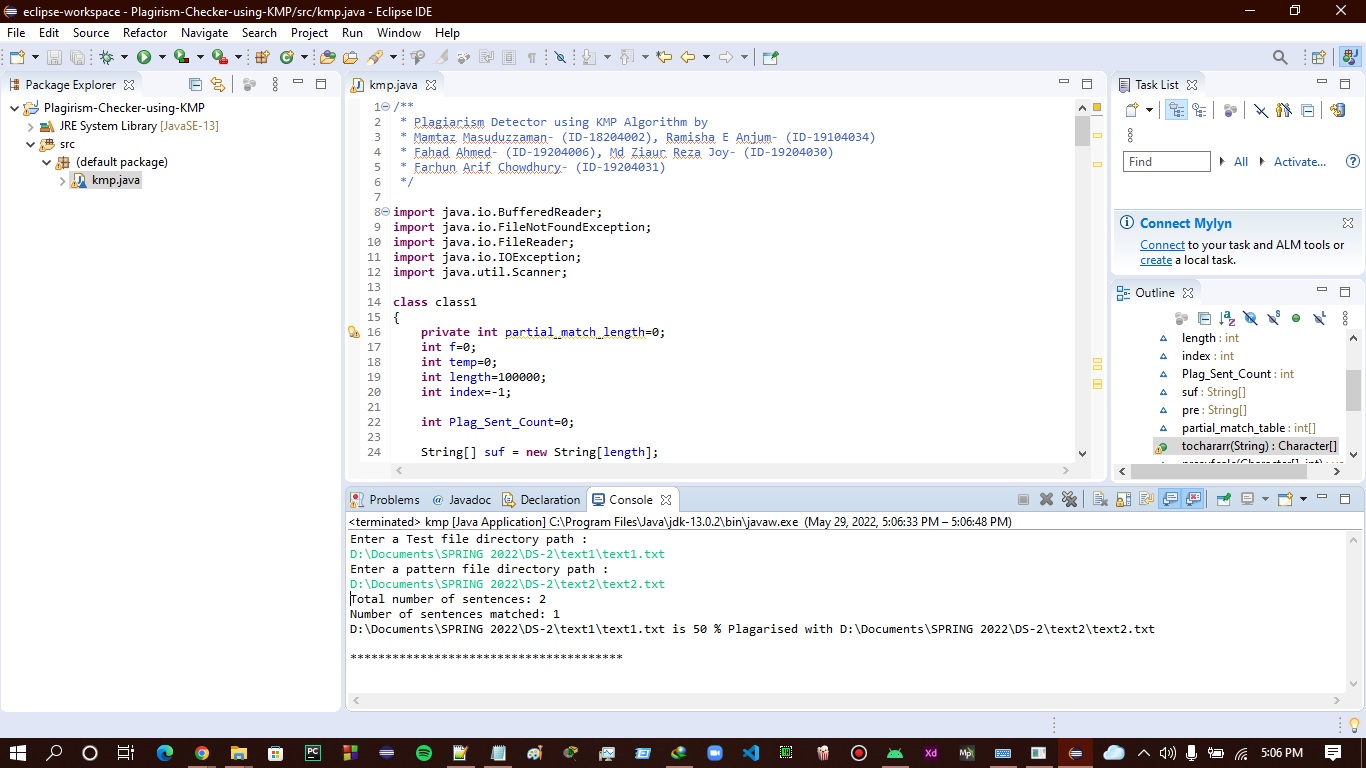 eclipse-workspace - Plagirism-Checker-using-KMP/src/kmp.java - Eclipse IDE
File Edit Source Refactor Navigate Search Project Run Window Help
Package Explorer
Plagirism-Checker-using-KMP
JRE System Library [JavaSE-13]
src
(default package)
kmp.java
kmp.java
1 /**
2 * Plagiarism Detector using KMP Algorithm by
3 * Mamtaz Masuduzzaman- (ID-18204002), Ramisha E Anjum- (ID-19104034)
4 * Fahad Ahmed- (ID-19204006), Md Ziaur Reza Joy- (ID-19204030)
5 * Farhun Arif Chowdhury- (ID-19204031)
6 */
7
8 import java.io.BufferedReader;
9 import java.io.FileNotFoundException;
10 import java.io.FileReader;
11 import java.io.IOException;
12 import java.util.Scanner;
13
14 class class1
15 {
16 private int partial_match_length=0;
17 int f=0;
18 int temp=0;
19 int length=100000;
20 int index=-1;
21
22 int Plag_Sent_Count=0;
23
24 String[] suf = new String[length];
Task List
Find All Activate...
Connect Mylyn
Connect to your task and ALM tools or
create a local task.
Outline
length : int
index : int
Plag_Sent_Count : int
suf : String[]
pre : String[]
partial_match_table : int[]
tochararr(String) : Character[]
Problems @ Javadoc Declaration Console
<terminated> kmp [Java Application] C:\Program Files\Java\jdk-13.0.2\bin\javaw.exe (May 29, 2022, 5:06:33 PM – 5:06:48 PM)
Enter a Test file directory path :
D:\Documents\SPRING 2022\DS-2\text1\text1.txt
Enter a pattern file directory path :
D:\Documents\SPRING 2022\DS-2\text2\text2.txt
Total number of sentences: 2
Number of sentences matched: 1
D:\Documents\SPRING 2022\DS-2\text1\text1.txt is 50 % Plagarised with D:\Documents\SPRING 2022\DS-2\text2\text2.txt
***************************************
5:06 PM